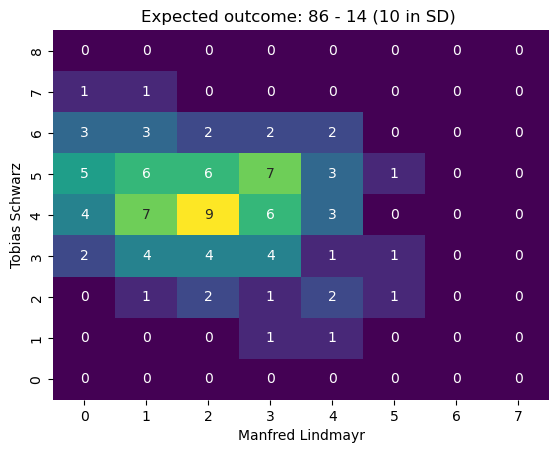 Expected outcome: 86 - 14 (10 in SD)
8 0 0 0 0 0 0 0 0
7 1 1 0 0 0 0 0 0
6 3 3 2 2 2 0 0 0
5 5 6 6 7 3 1 0 0
4 4 7 9 6 3 0 0 0
3 2 4 4 4 1 1 0 0
2 0 1 2 1 2 1 0 0
1 0 0 0 1 1 0 0 0
0 0 0 0 0 0 0 0 0
0 1 2 3 4 5 6 7
Tobias Schwarz
Manfred Lindmayr